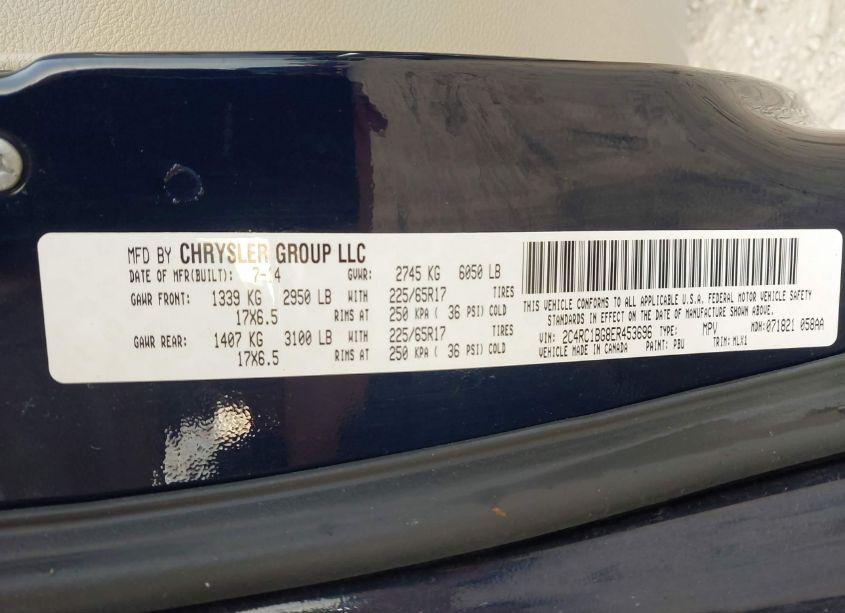 MFD BY CHRYSLER GROUP LLC
DATE OF MFR(BUILT): 7-14 GVWR: 2745 KG 6050 LB
GAWR FRONT: 1339 KG 2950 LB WITH 225/65R17 TIRES
17X6.5 RIMS AT 250 KPA ( 36 PSI) COLD
GAWR REAR: 1407 KG 3100 LB WITH 225/65R17 TIRES
17X6.5 RIMS AT 250 KPA ( 36 PSI) COLD
THIS VEHICLE CONFORMS TO ALL APPLICABLE U.S.A. FEDERAL MOTOR VEHICLE SAFETY
STANDARDS IN EFFECT ON THE DATE OF MANUFACTURE SHOWN ABOVE.
VIN: 2C4RC1BG8ER453696 TYPE: MPV MDH: 071821 058AA
VEHICLE MADE IN CANADA PAINT: PBU TRIM: MLX1